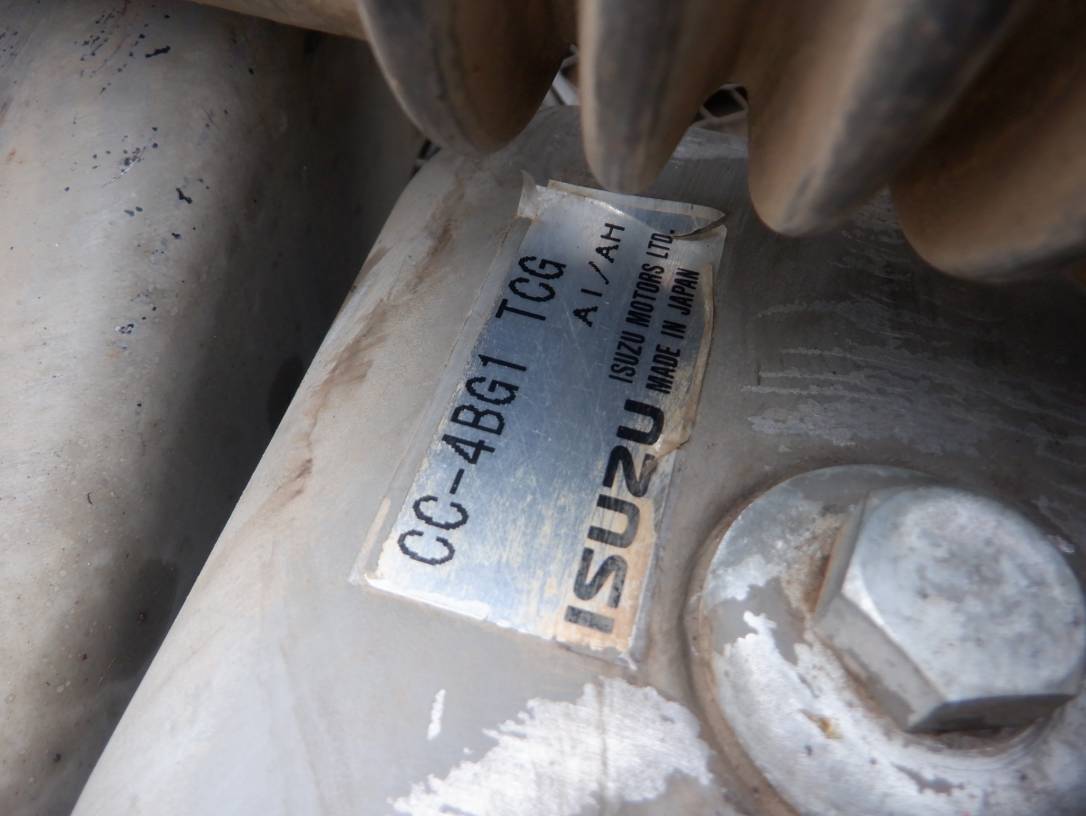 CC-4BG1 TCG
AI/AH
ISUZU
ISUZU MOTORS LTD.
MADE IN JAPAN